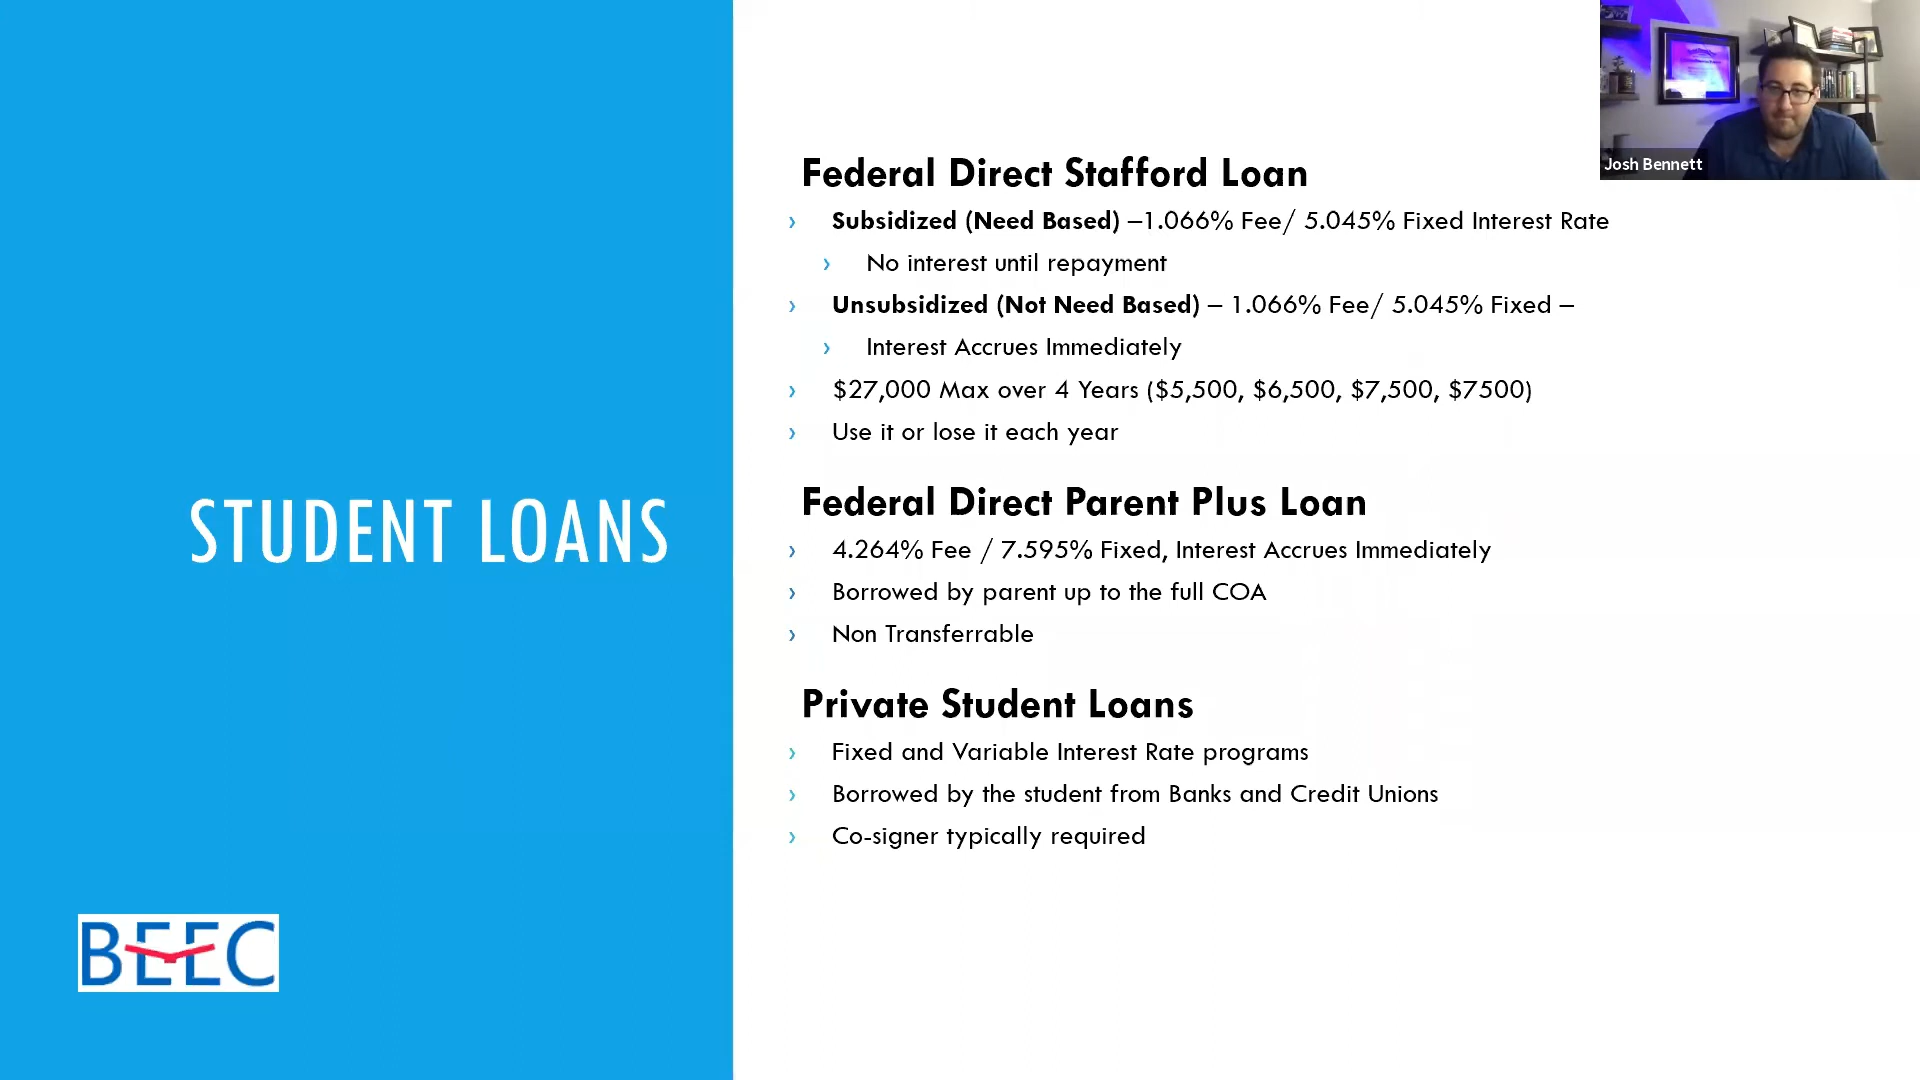 Josh Bennett
STUDENT LOANS
Federal Direct Stafford Loan
› Subsidized (Need Based) –1.066% Fee/ 5.045% Fixed Interest Rate
› No interest until repayment
› Unsubsidized (Not Need Based) – 1.066% Fee/ 5.045% Fixed –
› Interest Accrues Immediately
› $27,000 Max over 4 Years ($5,500, $6,500, $7,500, $7500)
› Use it or lose it each year
Federal Direct Parent Plus Loan
› 4.264% Fee / 7.595% Fixed, Interest Accrues Immediately
› Borrowed by parent up to the full COA
› Non Transferrable
Private Student Loans
› Fixed and Variable Interest Rate programs
› Borrowed by the student from Banks and Credit Unions
› Co-signer typically required
BEEC